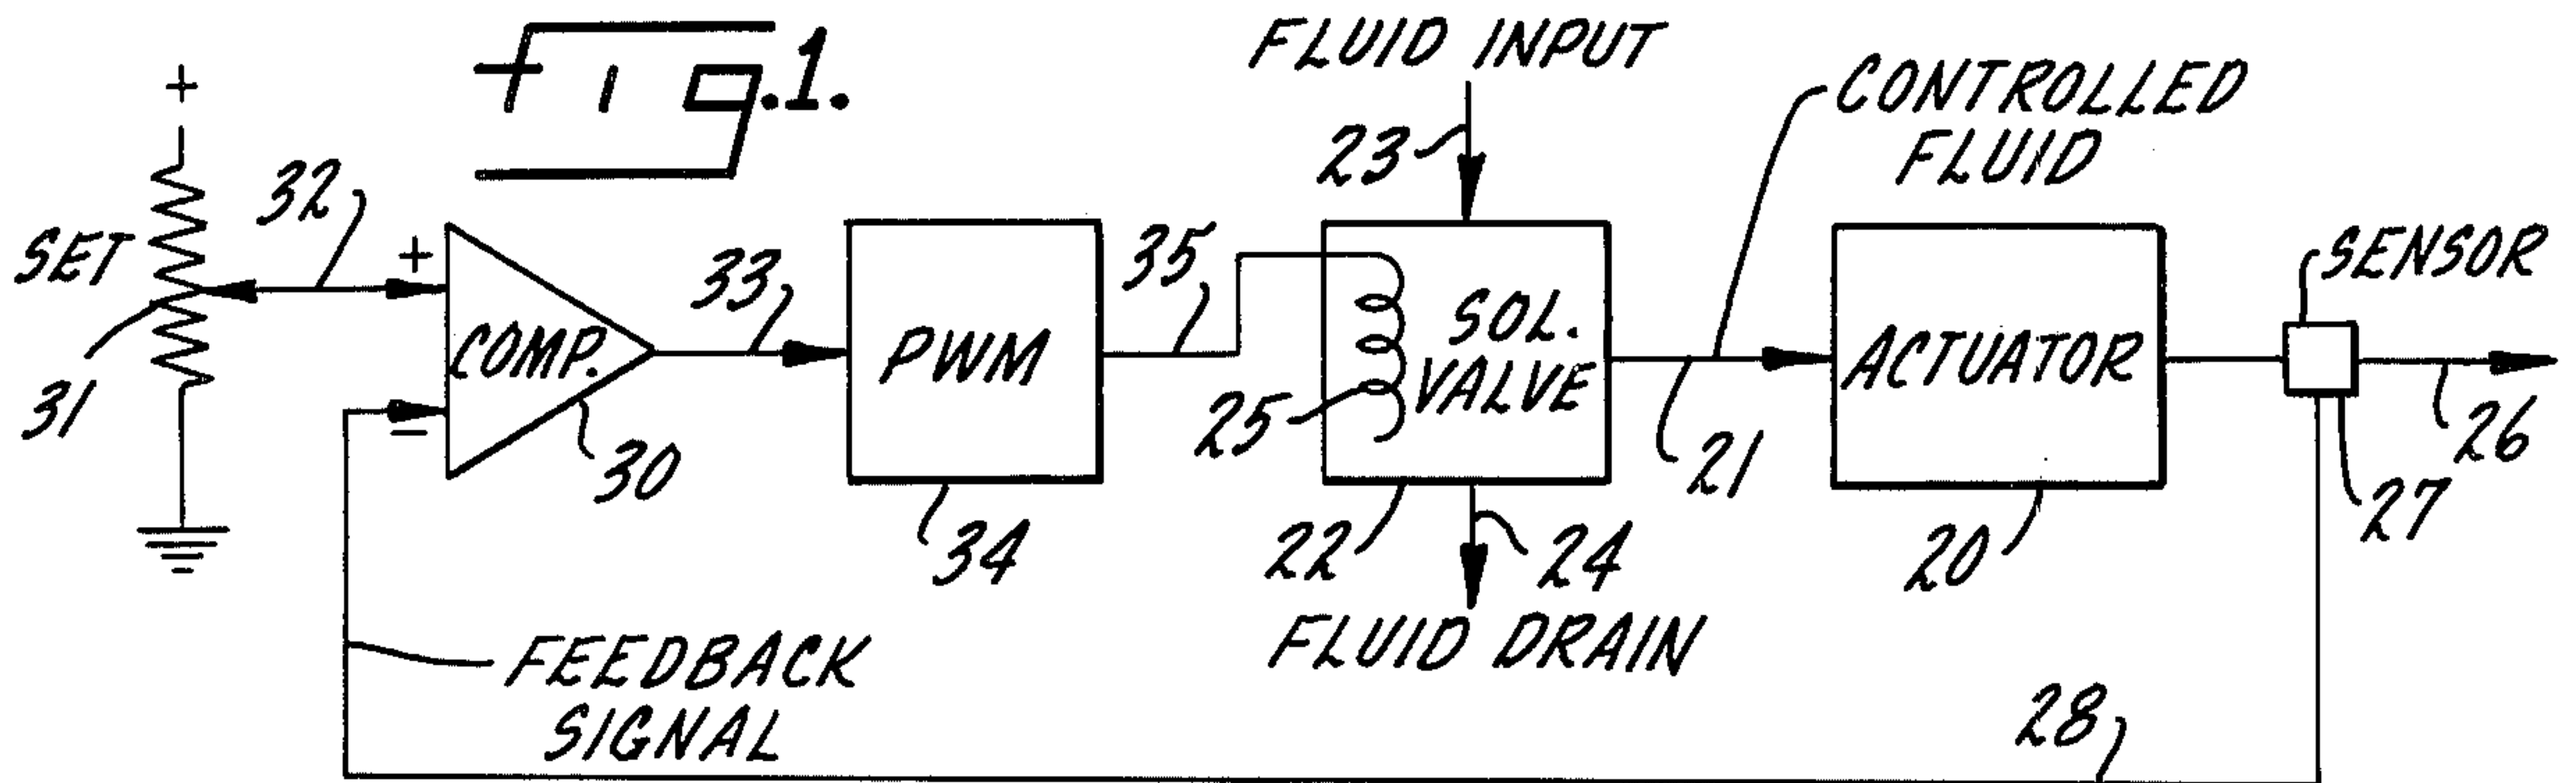 Fig.1.
FLUID INPUT
CONTROLLED
FLUID
+
23
32
SET
+
33
35
SENSOR
COMP.
PWM
SOL.
VALVE
ACTUATOR
31
25
−
30
21
26
27
34
22
24
20
FLUID DRAIN
FEEDBACK
SIGNAL
28